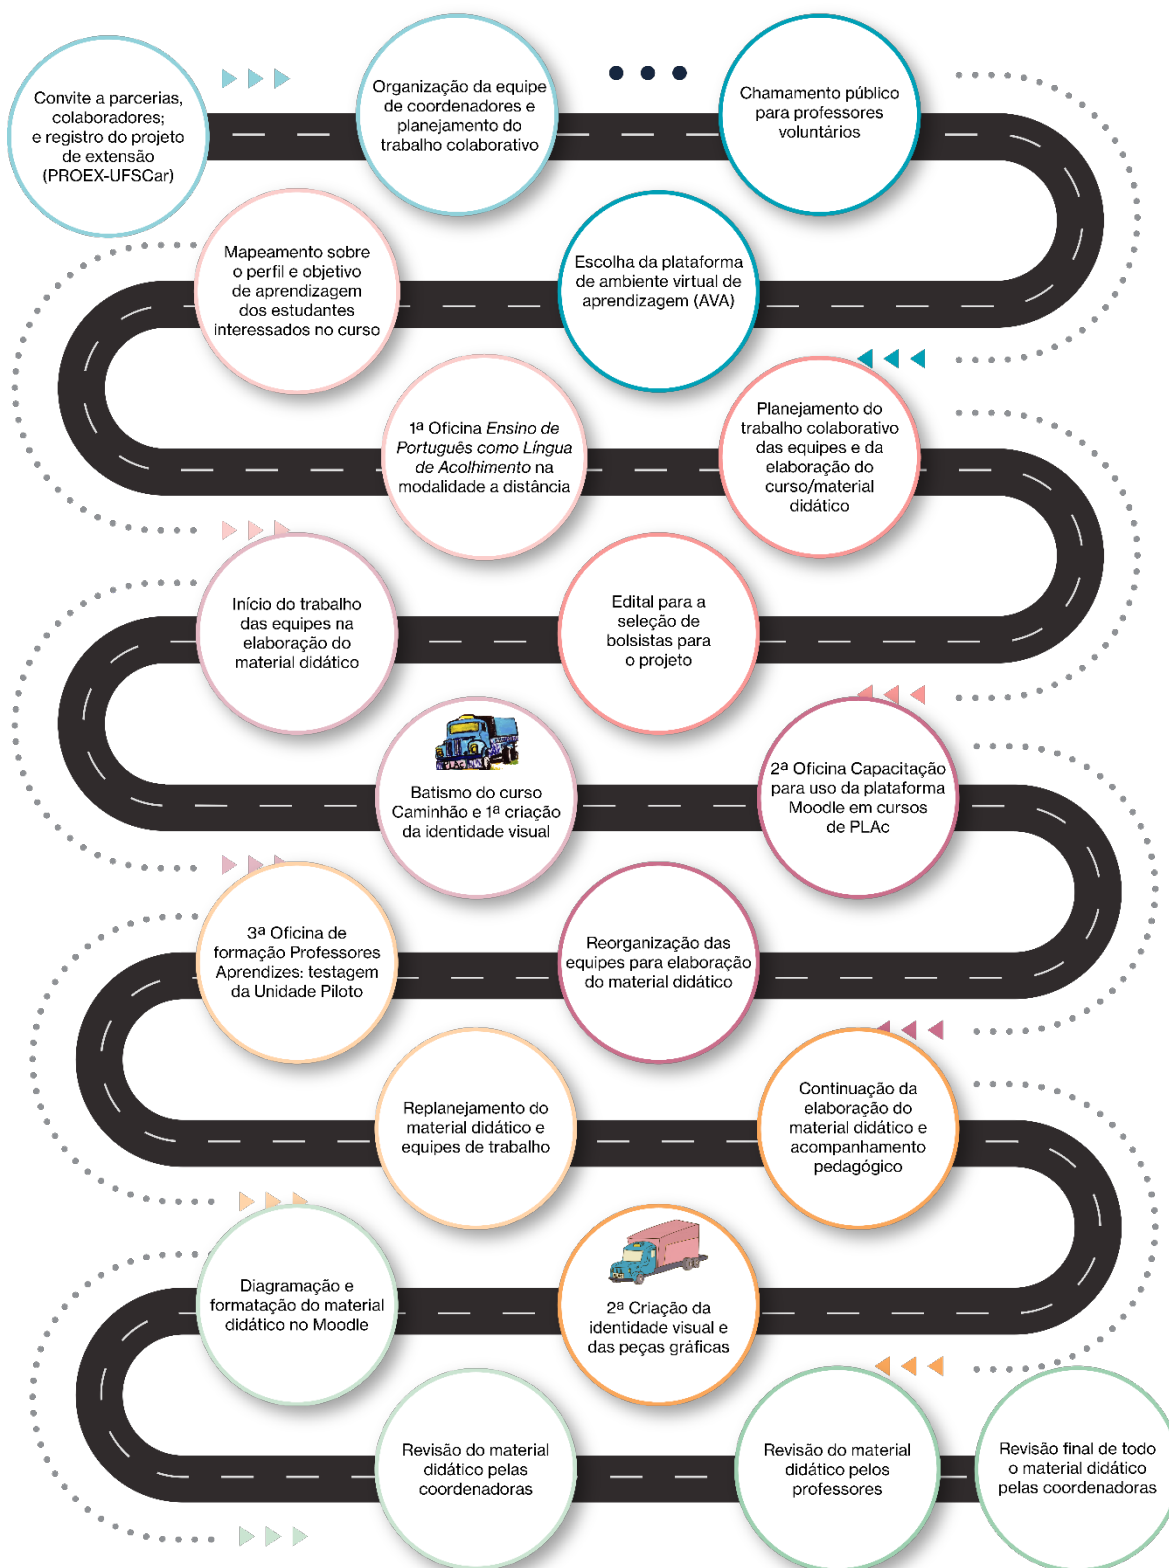 Convite a parcerias,
colaboradores;
e registro do projeto
de extensão
(PROEX-UFSCar)
Organização da equipe
de coordenadores e
planejamento do
trabalho colaborativo
Chamamento público
para professores
voluntários
Escolha da plataforma
de ambiente virtual de
aprendizagem (AVA)
Mapeamento sobre
o perfil e objetivo
de aprendizagem
dos estudantes
interessados no curso
1ª Oficina Ensino de
Português como Língua
de Acolhimento na
modalidade a distância
Planejamento do
trabalho colaborativo
das equipes e da
elaboração do
curso/material
didático
Edital para a
seleção de
bolsistas para
o projeto
Início do trabalho
das equipes na
elaboração do
material didático
Batismo do curso
Caminhão e 1ª criação
da identidade visual
2ª Oficina Capacitação
para uso da plataforma
Moodle em cursos
de PLAc
Reorganização das
equipes para elaboração
do material didático
3ª Oficina de
formação Professores
Aprendizes: testagem
da Unidade Piloto
Replanejamento do
material didático e
equipes de trabalho
Continuação da
elaboração do
material didático e
acompanhamento
pedagógico
2ª Criação da
identidade visual e
das peças gráficas
Diagramação e
formatação do material
didático no Moodle
Revisão do material
didático pelas
coordenadoras
Revisão do material
didático pelos
professores
Revisão final de todo
o material didático
pelas coordenadoras